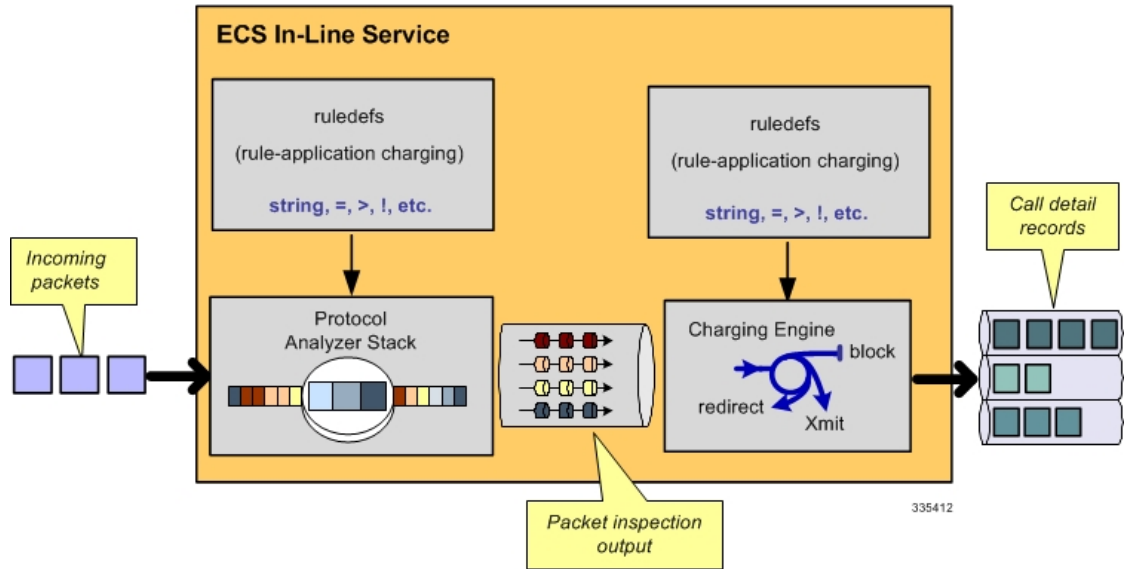 ECS In-Line Service
ruledefs
(rule-application charging)
string, =, >, !, etc.
ruledefs
(rule-application charging)
string, =, >, !, etc.
Incoming
packets
Call detail
records
Protocol
Analyzer Stack
Charging Engine
block
redirect
Xmit
Packet inspection
output
335412